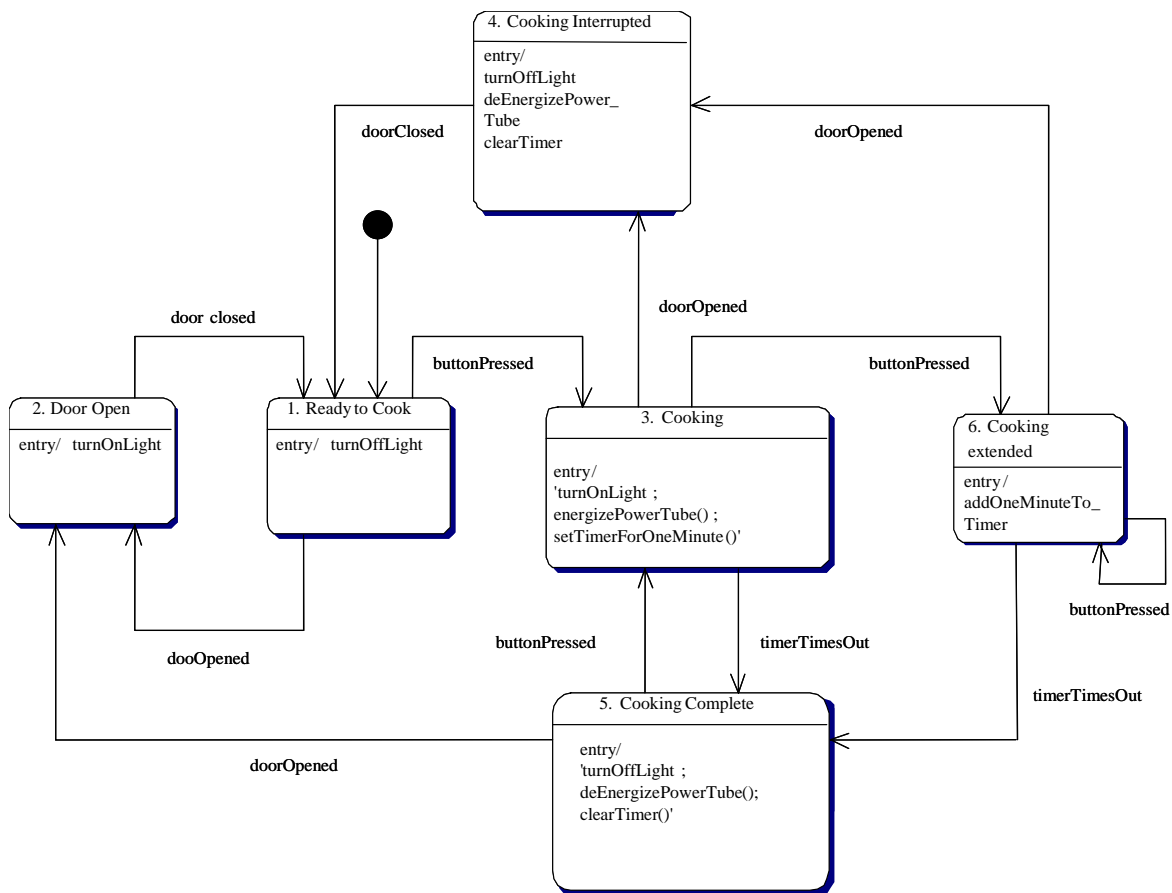 4. Cooking Interrupted
entry/
turnOffLight
deEnergizePower_
Tube
clearTimer
doorClosed
doorOpened
door closed
doorOpened
buttonPressed
buttonPressed
2. Door Open
entry/ turnOnLight
1. Ready to Cook
entry/ turnOffLight
3. Cooking
entry/
'turnOnLight ;
energizePowerTube() ;
setTimerForOneMinute()'
6. Cooking
extended
entry/
addOneMinuteTo_
Timer
buttonPressed
dooOpened
buttonPressed
timerTimesOut
timerTimesOut
5. Cooking Complete
entry/
'turnOffLight ;
deEnergizePowerTube();
clearTimer()'
doorOpened